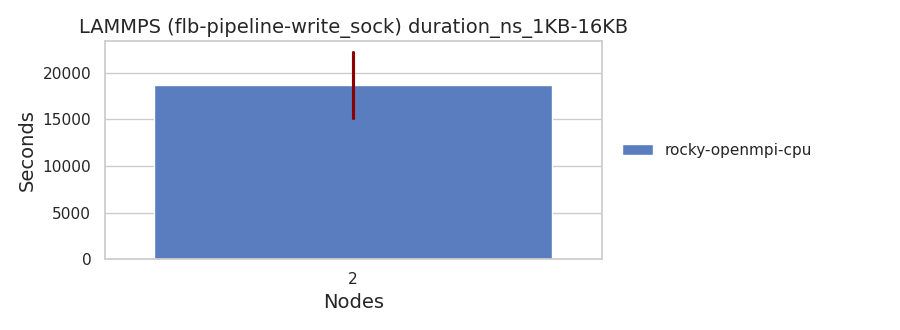 LAMMPS (flb-pipeline-write_sock) duration_ns_1KB-16KB
Seconds
20000
15000
10000
5000
0
2
Nodes
rocky-openmpi-cpu